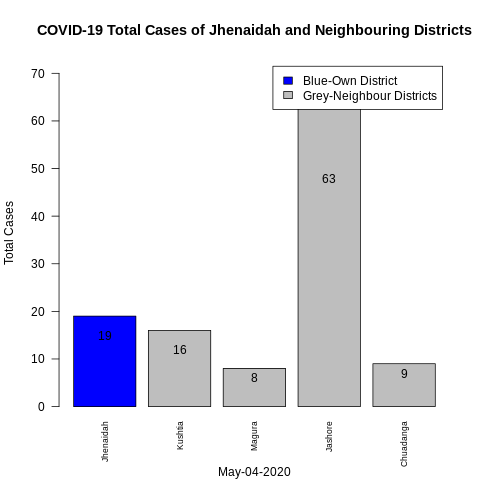 COVID-19 Total Cases of Jhenaidah and Neighbouring Districts
Blue-Own District
Grey-Neighbour Districts
Total Cases
70
60
50
40
30
20
10
0
19
16
8
63
9
Jhenaidah
Kushtia
Magura
Jashore
Chuadanga
May-04-2020